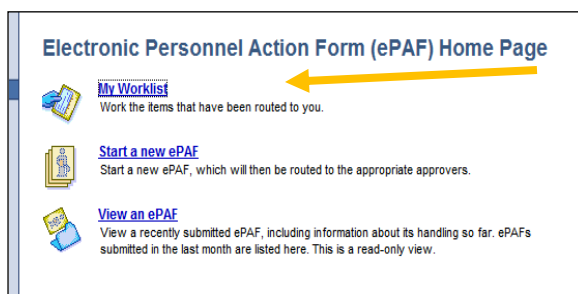 Electronic Personnel Action Form (ePAF) Home Page
My Worklist
Work the items that have been routed to you.
Start a new ePAF
Start a new ePAF, which will then be routed to the appropriate approvers.
View an ePAF
View a recently submitted ePAF, including information about its handling so far. ePAFs
submitted in the last month are listed here. This is a read-only view.